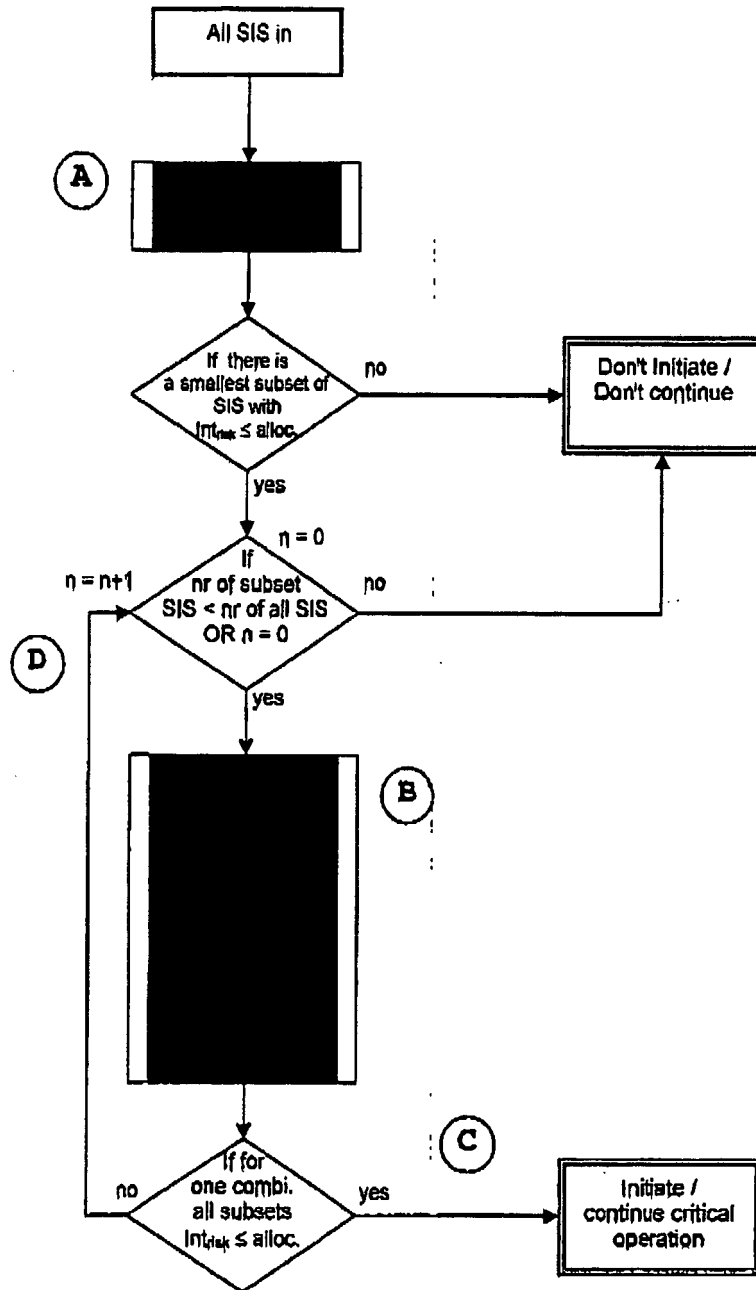 All SIS in
A
If there is
a smallest subset of
SIS with
Int_risk ≤ alloc.
no
Don't Initiate /
Don't continue
yes
n = 0
n = n+1
If
nr of subset
SIS < nr of all SIS
OR n = 0
no
D
yes
B
C
If for
one combi.
all subsets
Int_risk ≤ alloc.
no
yes
Initiate /
continue critical
operation